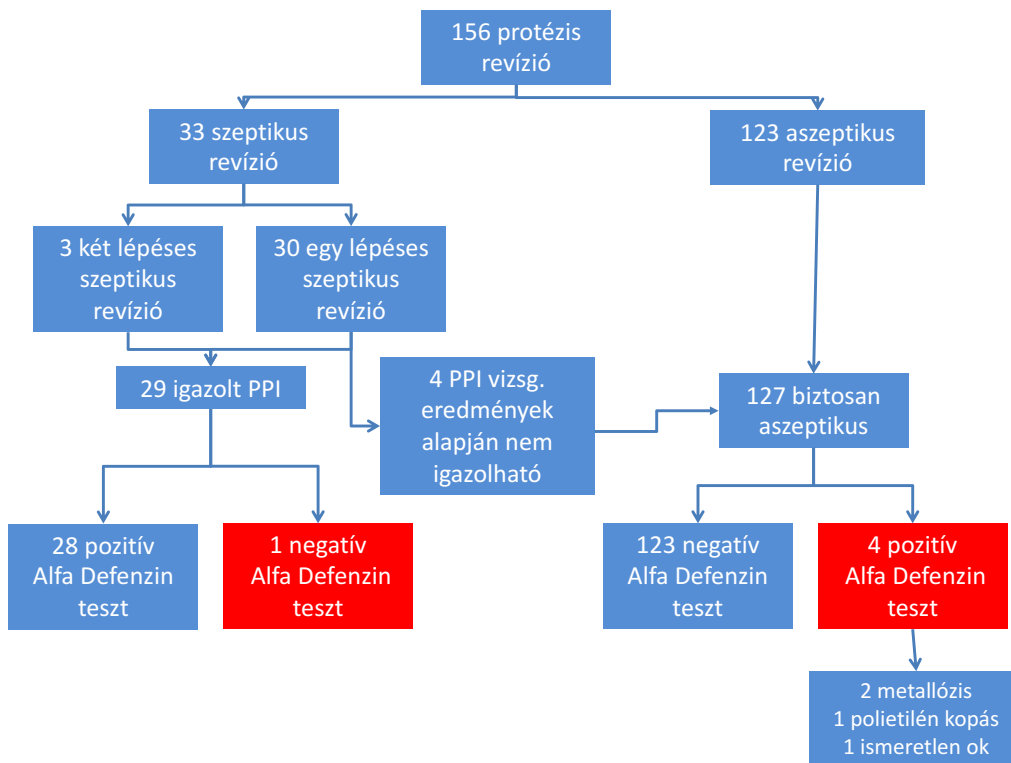 156 protézis
revízió
33 szeptikus
revízió
123 aszeptikus
revízió
3 két lépéses
szeptikus
revízió
30 egy lépéses
szeptikus
revízió
29 igazolt PPI
4 PPI vizsg.
eredmények
alapján nem
igazolható
127 biztosan
aszeptikus
28 pozitív
Alfa Defenzin
teszt
1 negatív
Alfa Defenzin
teszt
123 negatív
Alfa Defenzin
teszt
4 pozitív
Alfa Defenzin
teszt
2 metallózis
1 polietilén kopás
1 ismeretlen ok